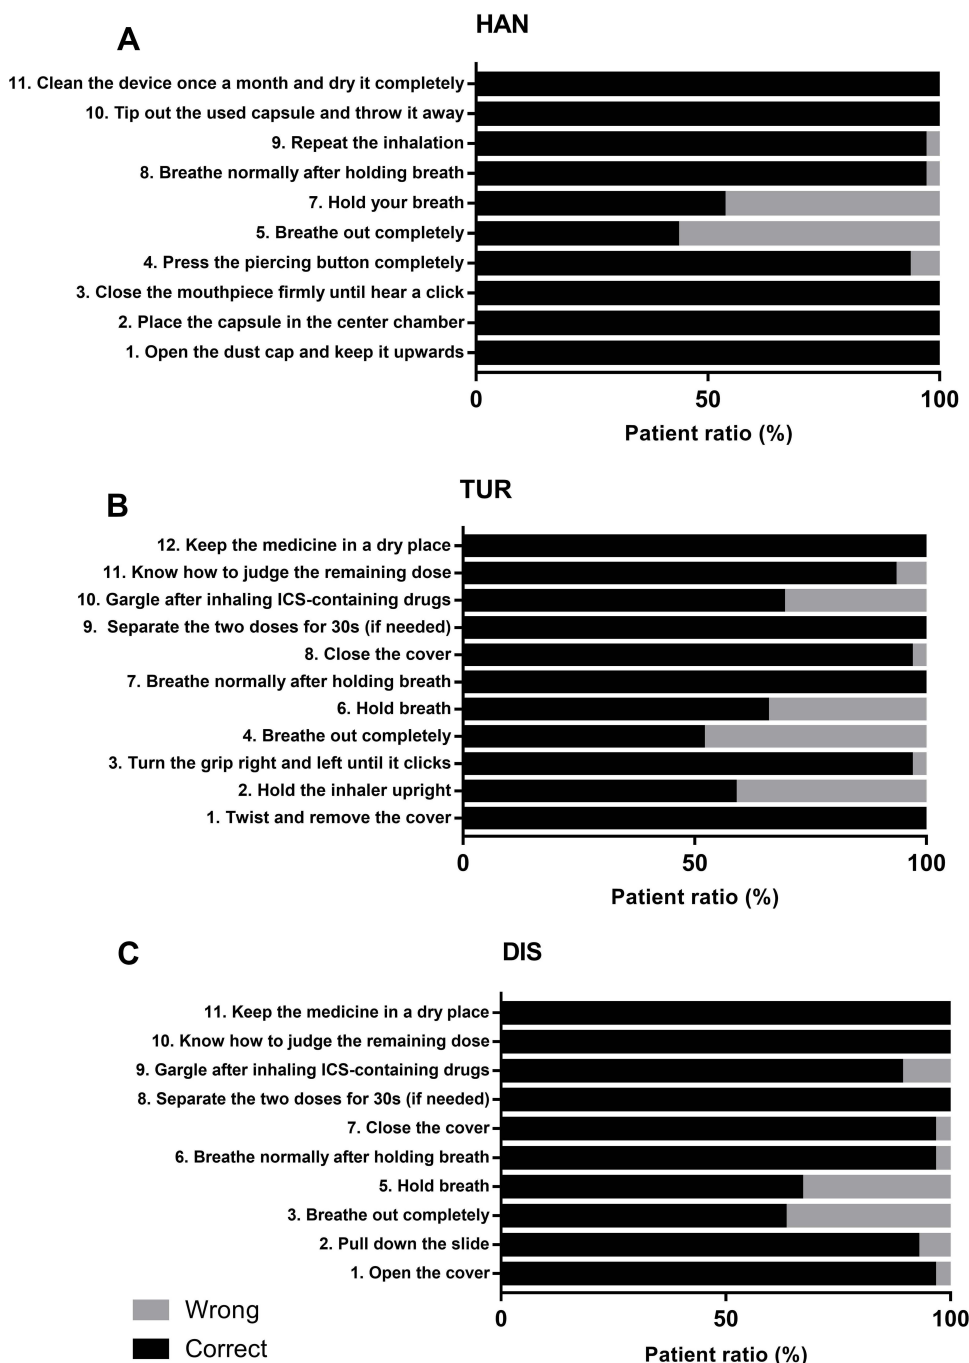 A
HAN
11. Clean the device once a month and dry it completely
10. Tip out the used capsule and throw it away
9. Repeat the inhalation
8. Breathe normally after holding breath
7. Hold your breath
5. Breathe out completely
4. Press the piercing button completely
3. Close the mouthpiece firmly until hear a click
2. Place the capsule in the center chamber
1. Open the dust cap and keep it upwards
0 50 100
Patient ratio (%)
B
TUR
12. Keep the medicine in a dry place
11. Know how to judge the remaining dose
10. Gargle after inhaling ICS-containing drugs
9. Separate the two doses for 30s (if needed)
8. Close the cover
7. Breathe normally after holding breath
6. Hold breath
4. Breathe out completely
3. Turn the grip right and left until it clicks
2. Hold the inhaler upright
1. Twist and remove the cover
0 50 100
Patient ratio (%)
C
DIS
11. Keep the medicine in a dry place
10. Know how to judge the remaining dose
9. Gargle after inhaling ICS-containing drugs
8. Separate the two doses for 30s (if needed)
7. Close the cover
6. Breathe normally after holding breath
5. Hold breath
3. Breathe out completely
2. Pull down the slide
1. Open the cover
0 50 100
Patient ratio (%)
Wrong
Correct